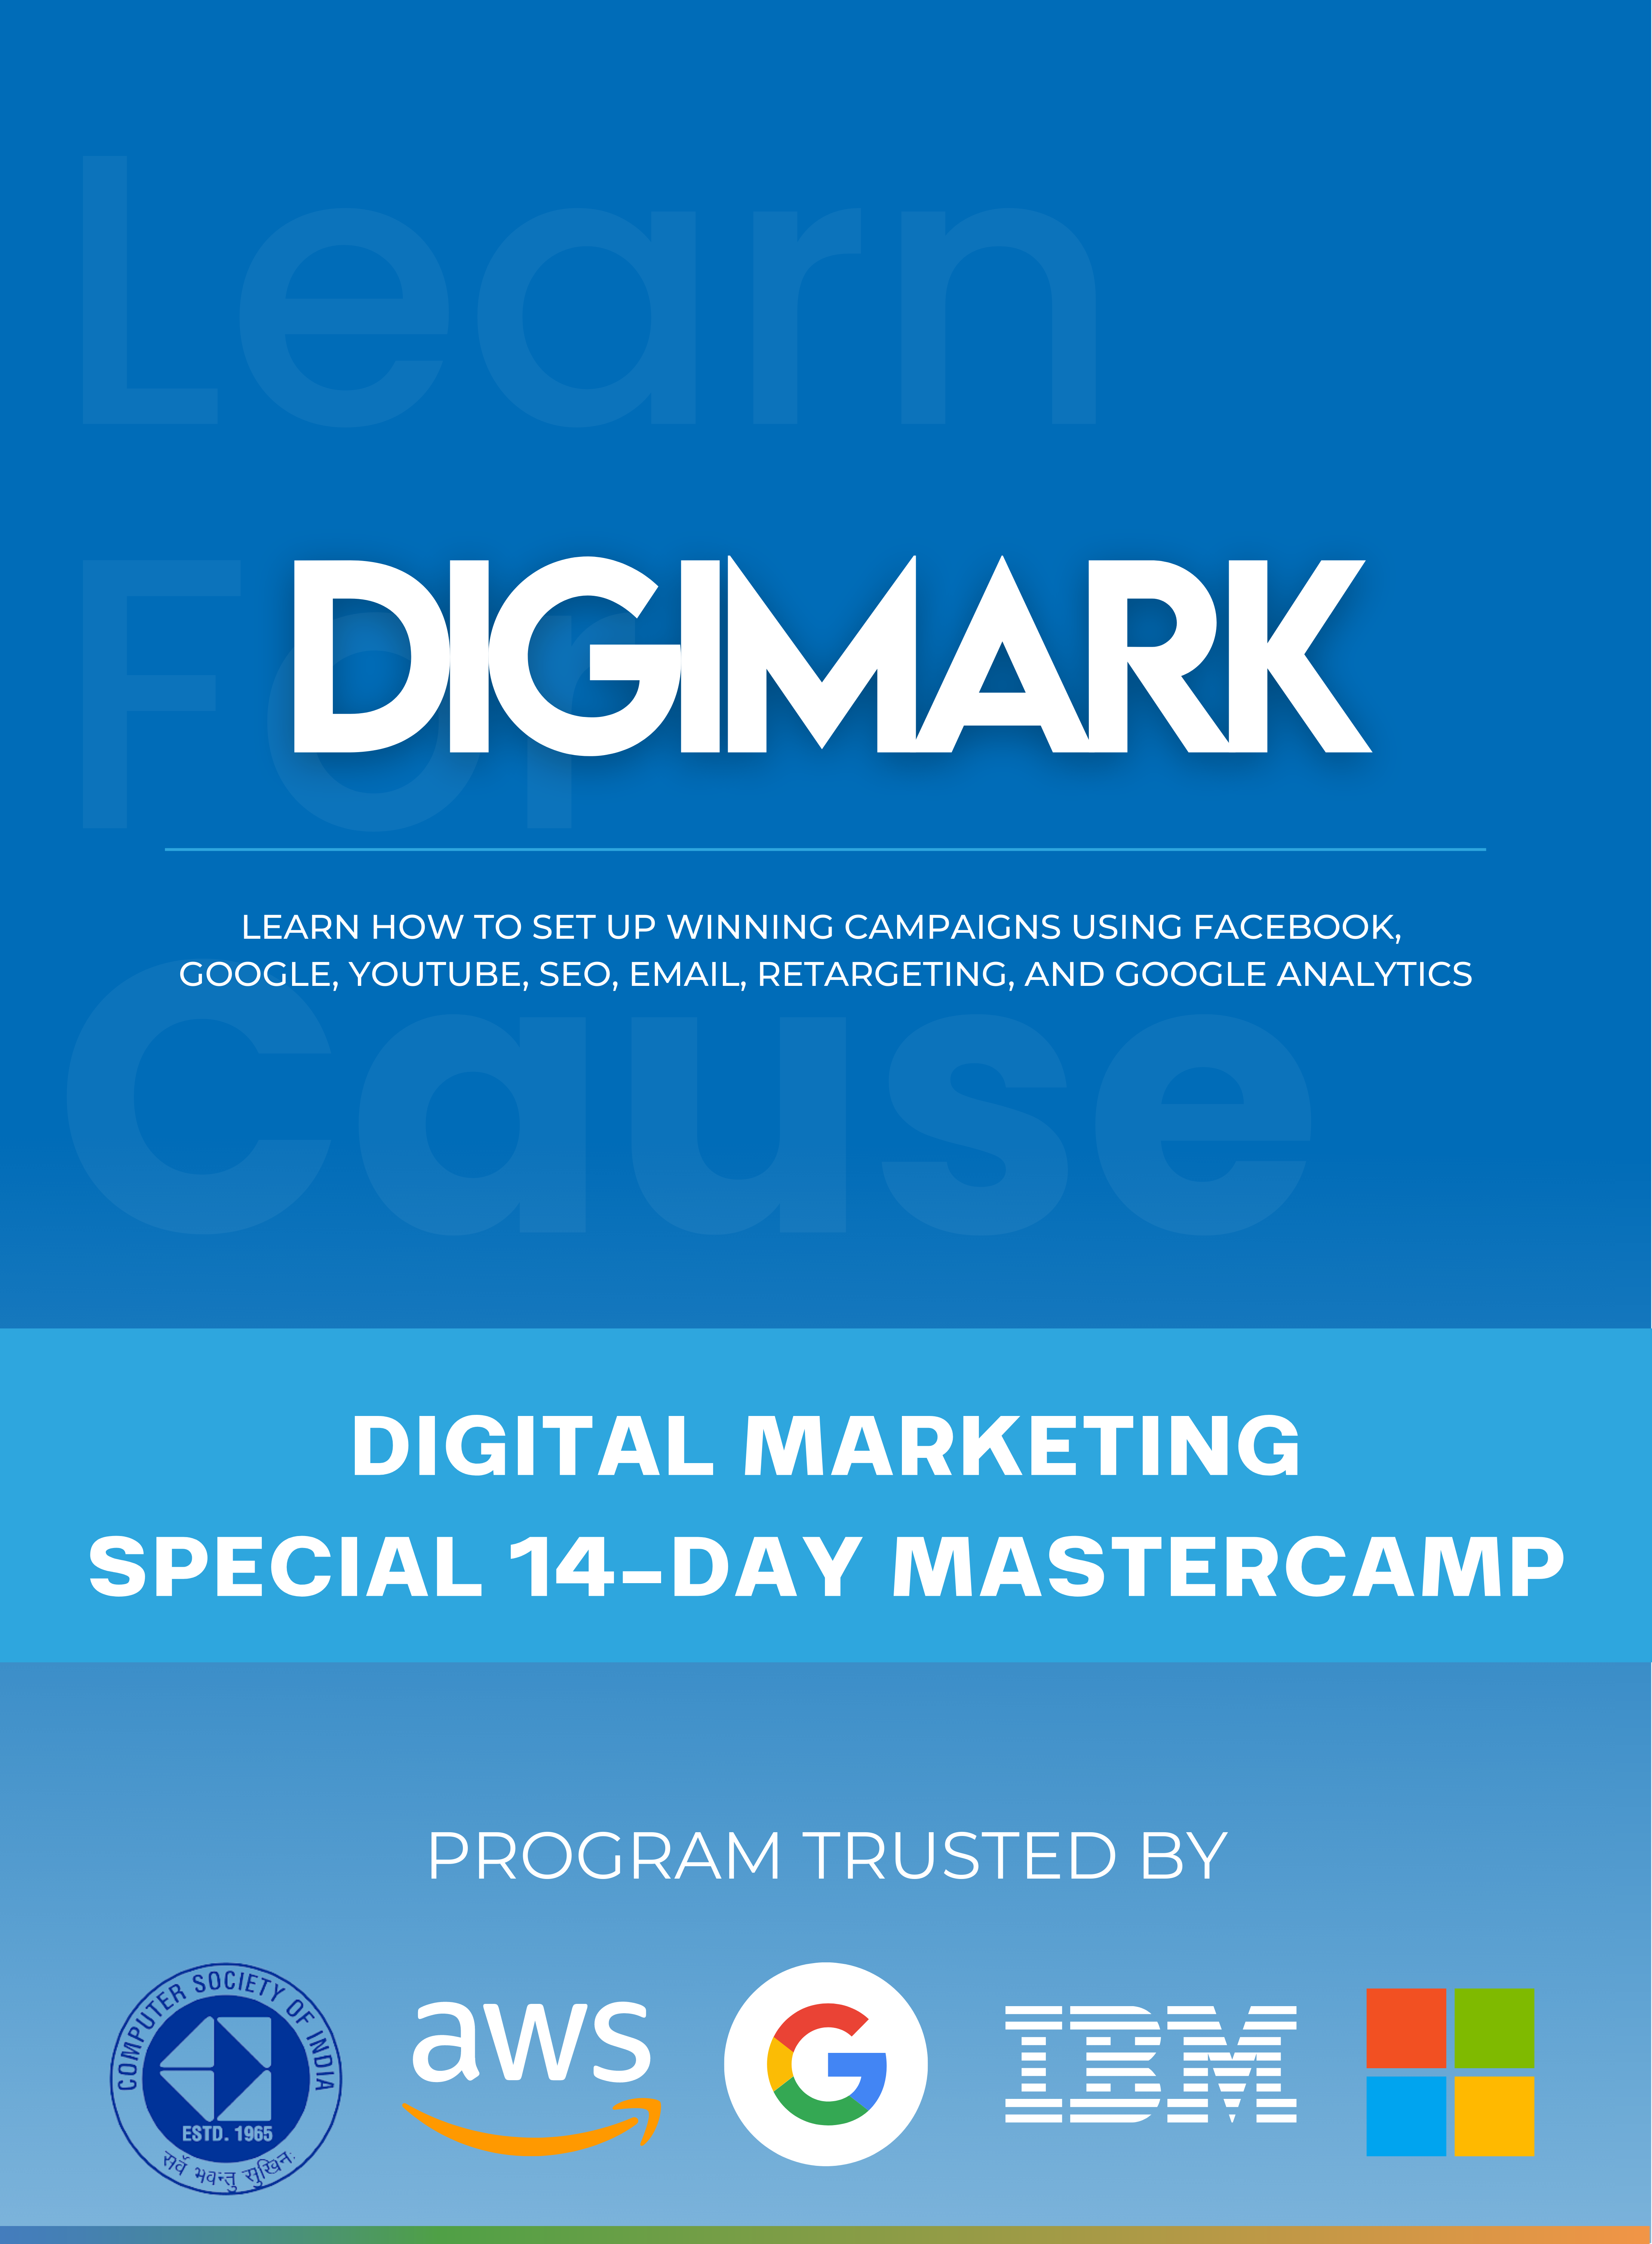 Learn
For
DIGIMARK
LEARN HOW TO SET UP WINNING CAMPAIGNS USING FACEBOOK,
GOOGLE, YOUTUBE, SEO, EMAIL, RETARGETING, AND GOOGLE ANALYTICS
Cause
DIGITAL MARKETING
SPECIAL 14-DAY MASTERCAMP
PROGRAM TRUSTED BY
COMPUTER SOCIETY OF INDIA
ESTD. 1965
सर्वे भवन्तु सुखिनः
aws
G
IBM